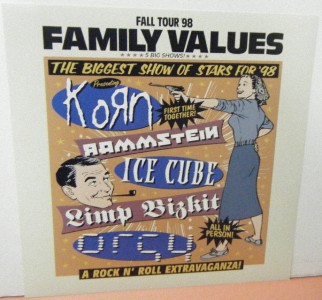 FALL TOUR 98
FAMILY VALUES
★★★★ 5 BIG SHOWS! ★★★★
THE BIGGEST SHOW OF STARS FOR '98
Presenting
KoЯn
FIRST TIME TOGETHER!
RAMMSTEIN
ICE CUBE
Limp Bizkit
orgy
ALL IN PERSON!
A ROCK N' ROLL EXTRAVAGANZA!